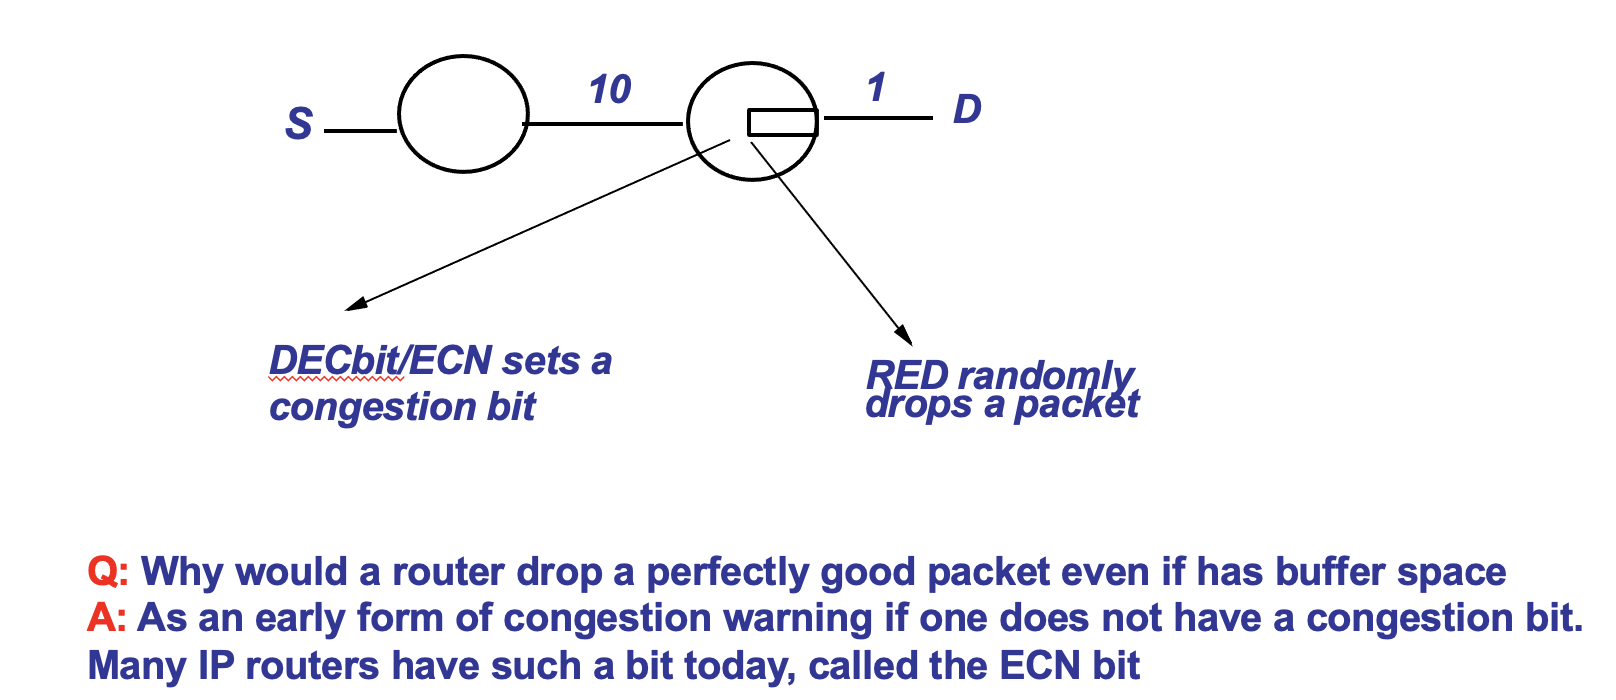 S
10
1
D
DECbit/ECN sets a
congestion bit
RED randomly
drops a packet
Q: Why would a router drop a perfectly good packet even if has buffer space
A: As an early form of congestion warning if one does not have a congestion bit.
Many IP routers have such a bit today, called the ECN bit